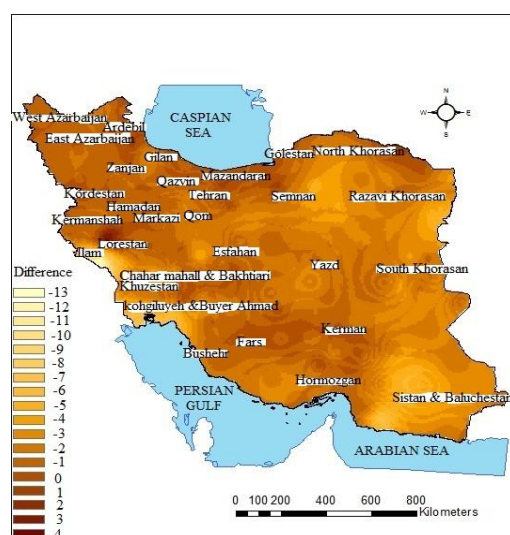 N
W E
S
CASPIAN
SEA
West Azarbaijan
Ardebil
East Azarbaijan
Gilan
Golestan
North Khorasan
Zanjan
Mazandaran
Qazvin
Kordestan
Tehran
Semnan
Razavi Khorasan
Hamadan
Kermanshah
Markazi
Qom
Lorestan
Ilam
Esfahan
Yazd
South Khorasan
Difference
Chahar mahall & Bakhtiari
Khuzestan
kohgiluyeh &Buyer Ahmad
Kerman
Fars
Bushehr
Hormozgan
PERSIAN
GULF
Sistan & Baluchestan
ARABIAN SEA
-13
-12
-11
-10
-9
-8
-7
-6
-5
-4
-3
-2
-1
0
1
2
3
4
0 100 200 400 600 800
Kilometers